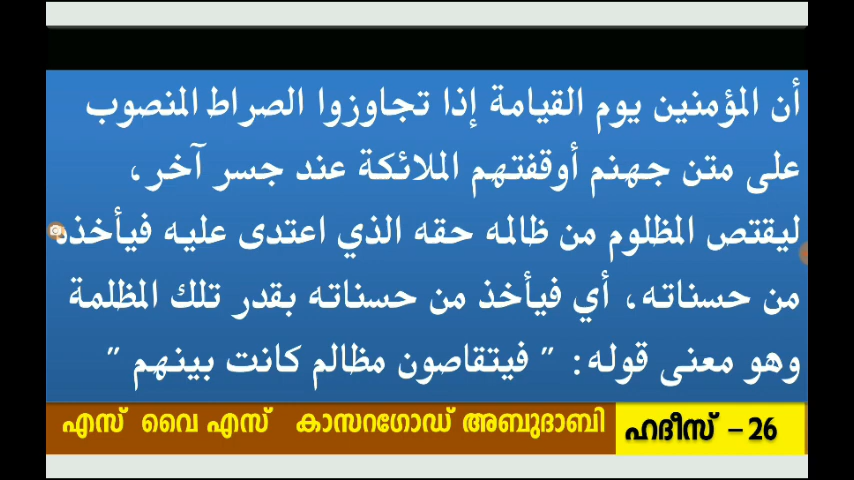 أن المؤمنين يوم القيامة إذا تجاوزوا الصراط المنصوب
على متن جهنم أوقفتهم الملائكة عند جسر آخر،
ليقتص المظلوم من ظالمه حقه الذي اعتدى عليه فيأخذه
من حسناته، أي فيأخذ من حسناته بقدر تلك المظلمة
وهو معنى قوله: " فيتقاصون مظالم كانت بينهم "
എസ് വൈ എസ് കാസറഗോഡ് അബുദാബി
ഹദീസ് – 26